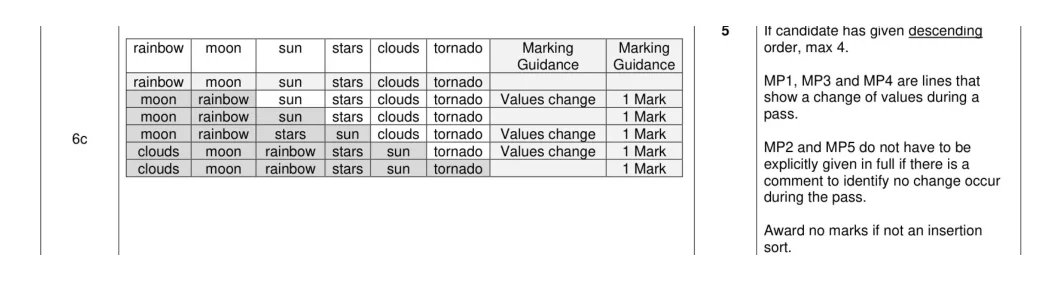 6c
rainbow moon sun stars clouds tornado Marking Guidance Marking Guidance
rainbow moon sun stars clouds tornado
moon rainbow sun stars clouds tornado Values change 1 Mark
moon rainbow sun stars clouds tornado 1 Mark
moon rainbow stars sun clouds tornado Values change 1 Mark
clouds moon rainbow stars sun tornado Values change 1 Mark
clouds moon rainbow stars sun tornado 1 Mark
5
If candidate has given descending
order, max 4.
MP1, MP3 and MP4 are lines that
show a change of values during a
pass.
MP2 and MP5 do not have to be
explicitly given in full if there is a
comment to identify no change occur
during the pass.
Award no marks if not an insertion
sort.